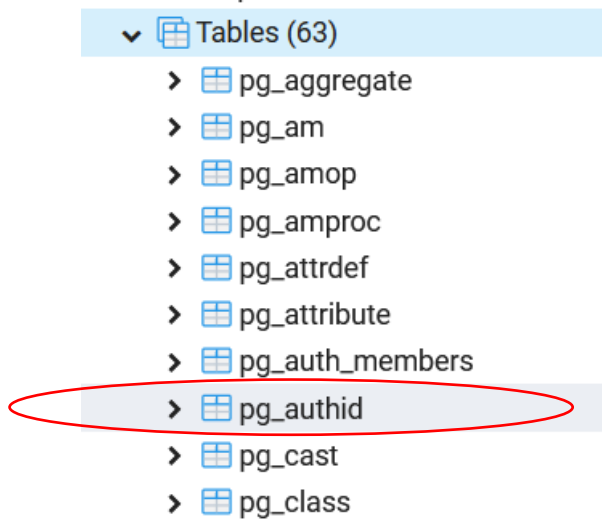 Tables (63)
pg_aggregate
pg_am
pg_amop
pg_amproc
pg_attrdef
pg_attribute
pg_auth_members
pg_authid
pg_cast
pg_class